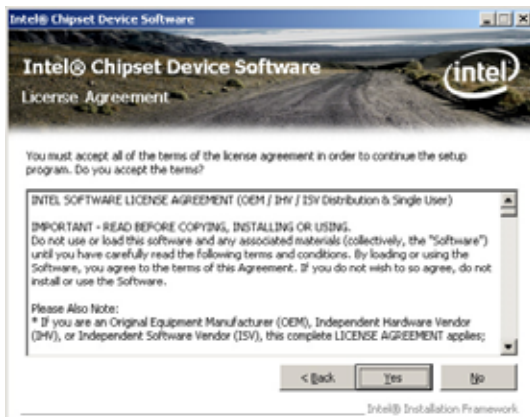 Intel® Chipset Device Software
Intel® Chipset Device Software
intel
License Agreement
You must accept all of the terms of the license agreement in order to continue the setup
program. Do you accept the terms?
INTEL SOFTWARE LICENSE AGREEMENT (OEM / IHV / ISV Distribution & Single User)
IMPORTANT - READ BEFORE COPYING, INSTALLING OR USING.
Do not use or load this software and any associated materials (collectively, the "Software")
until you have carefully read the following terms and conditions. By loading or using the
Software, you agree to the terms of this Agreement. If you do not wish to so agree, do not
install or use the Software.
Please Also Note:
* If you are an Original Equipment Manufacturer (OEM), Independent Hardware Vendor
(IHV), or Independent Software Vendor (ISV), this complete LICENSE AGREEMENT applies;
< Back
Yes
No
Intel® Installation Framework